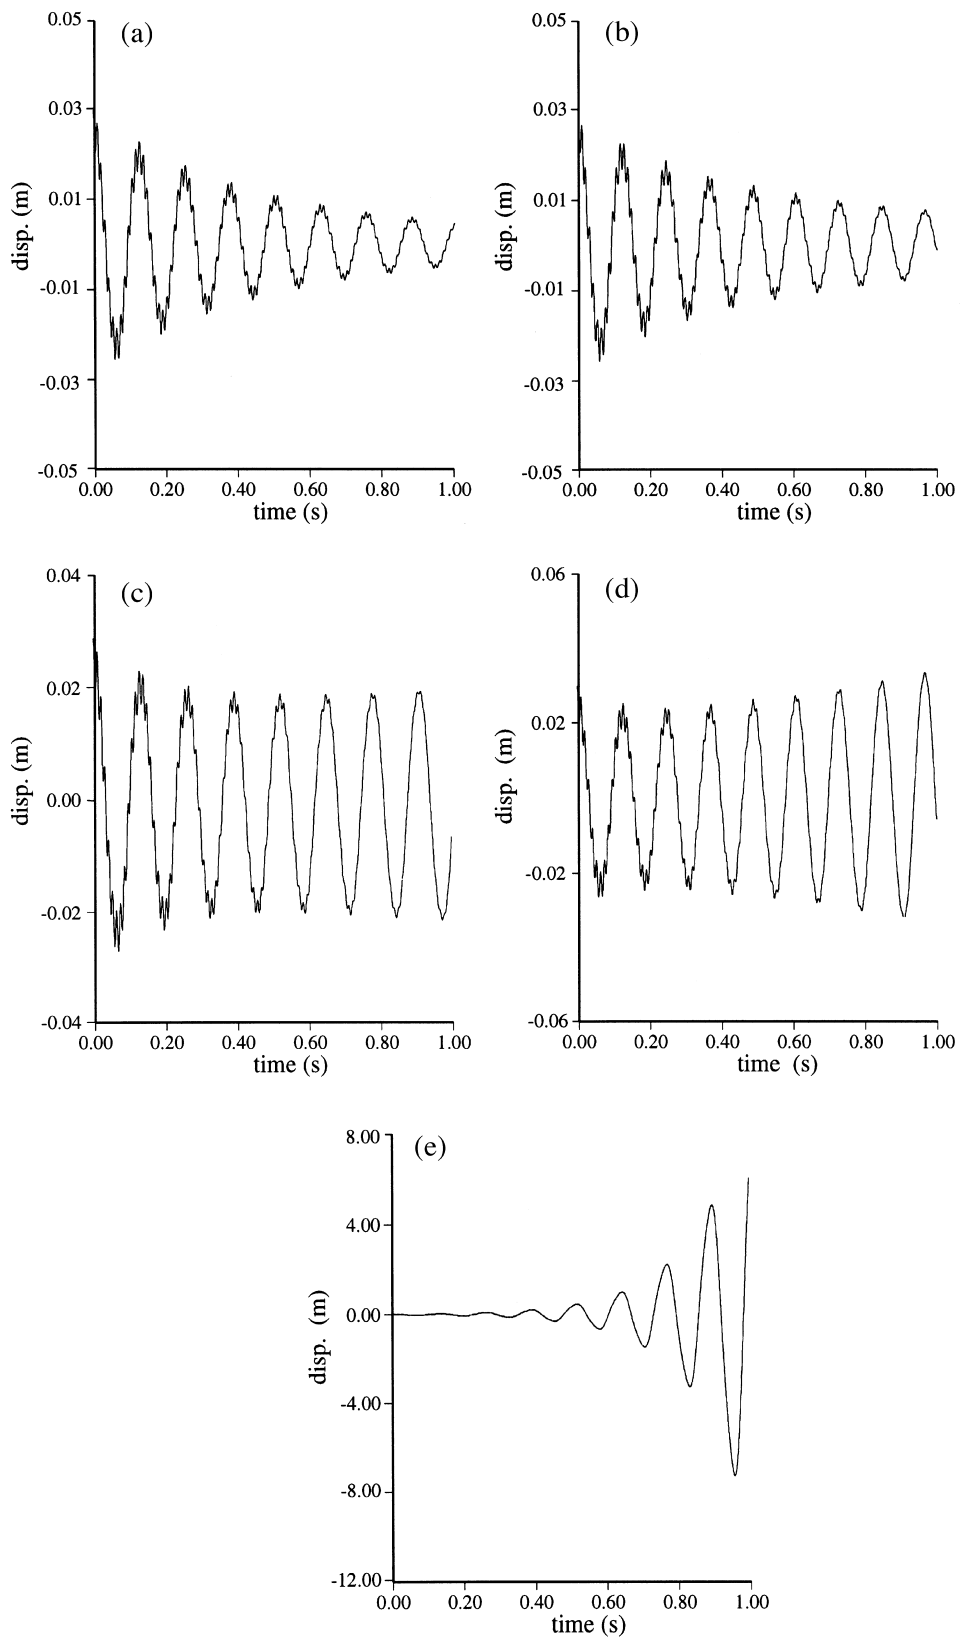 (a)
0.05
0.03
0.01
-0.01
-0.03
-0.05
disp. (m)
0.00 0.20 0.40 0.60 0.80 1.00
time (s)
(b)
0.05
0.03
0.01
-0.01
-0.03
-0.05
disp. (m)
0.00 0.20 0.40 0.60 0.80 1.00
time (s)
(c)
0.04
0.02
0.00
-0.02
-0.04
disp. (m)
0.00 0.20 0.40 0.60 0.80 1.00
time (s)
(d)
0.06
0.02
-0.02
-0.06
disp. (m)
0.00 0.20 0.40 0.60 0.80 1.00
time (s)
(e)
8.00
4.00
0.00
-4.00
-8.00
-12.00
disp. (m)
0.00 0.20 0.40 0.60 0.80 1.00
time (s)